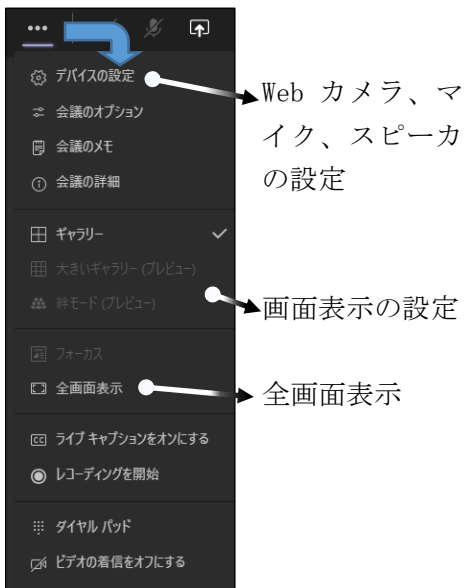 デバイスの設定
会議のオプション
会議のメモ
会議の詳細
ギャラリー
大きいギャラリー (プレビュー)
絆モード (プレビュー)
フォーカス
全画面表示
CC ライブ キャプションをオンにする
レコーディングを開始
ダイヤル パッド
ビデオの着信をオフにする
Web カメラ、マ
イク、スピーカ
の設定
画面表示の設定
全画面表示